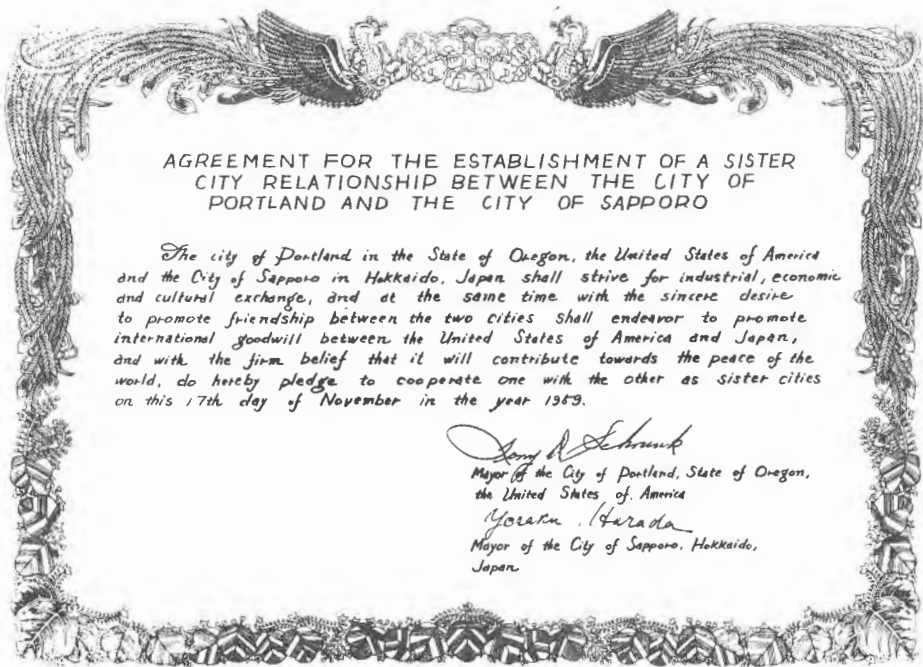 AGREEMENT FOR THE ESTABLISHMENT OF A SISTER
CITY RELATIONSHIP BETWEEN THE CITY OF
PORTLAND AND THE CITY OF SAPPORO
The city of Portland in the State of Oregon, the United States of America
and the City of Sapporo in Hokkaido, Japan shall strive for industrial, economic
and cultural exchange, and at the same time with the sincere desire
to promote friendship between the two cities shall endeavor to promote
international goodwill between the United States of America and Japan,
and with the firm belief that it will contribute towards the peace of the
world, do hereby pledge to cooperate one with the other as sister cities
on this 17th day of November in the year 1959.
Terry D Schrunk
Mayor of the City of Portland, State of Oregon,
the United States of America
Yosaku Harada
Mayor of the City of Sapporo, Hokkaido,
Japan